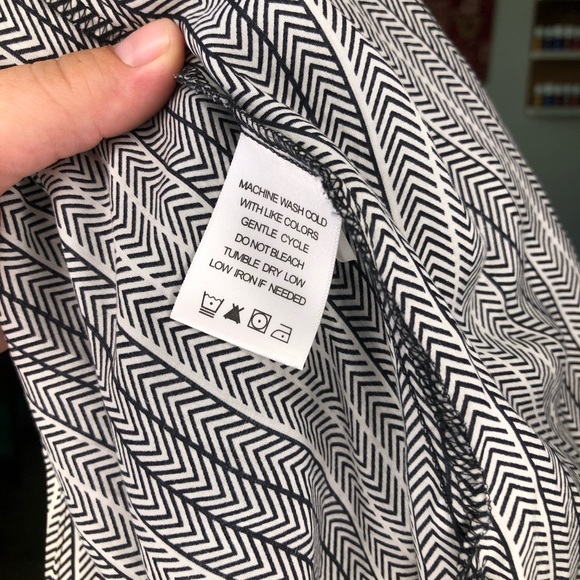 MACHINE WASH COLD
WITH LIKE COLORS
GENTLE CYCLE
DO NOT BLEACH
TUMBLE DRY LOW
LOW IRON IF NEEDED